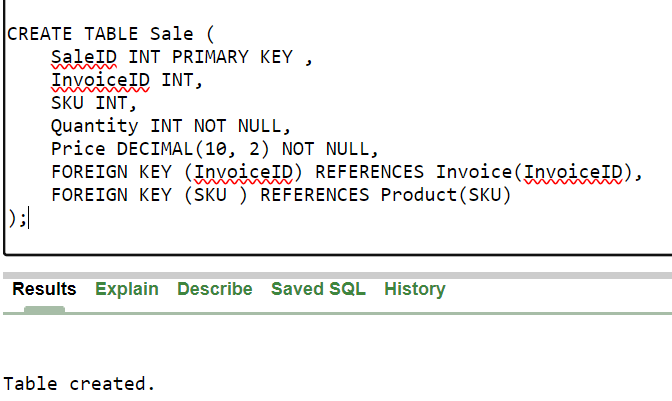 CREATE TABLE Sale (
SaleID INT PRIMARY KEY ,
InvoiceID INT,
SKU INT,
Quantity INT NOT NULL,
Price DECIMAL(10, 2) NOT NULL,
FOREIGN KEY (InvoiceID) REFERENCES Invoice(InvoiceID),
FOREIGN KEY (SKU ) REFERENCES Product(SKU)
);
Results Explain Describe Saved SQL History
Table created.